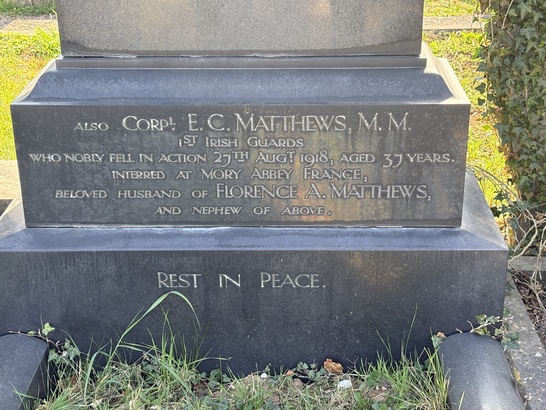 ALSO CORPL. E. C. MATTHEWS, M. M.
1ST IRISH GUARDS
WHO NOBLY FELL IN ACTION 27TH AUGT 1918, AGED 37 YEARS.
INTERRED AT MORY ABBEY FRANCE,
BELOVED HUSBAND OF FLORENCE A. MATTHEWS,
AND NEPHEW OF ABOVE.
REST IN PEACE.